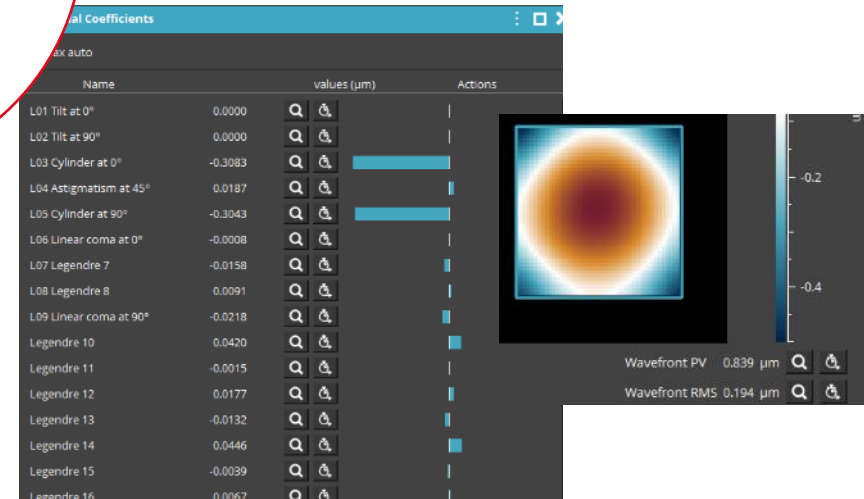 al Coefficients
ax auto
Name values (µm) Actions
L01 Tilt at 0° 0.0000
L02 Tilt at 90° 0.0000
L03 Cylinder at 0° -0.3083
L04 Astigmatism at 45° 0.0187
L05 Cylinder at 90° -0.3043
L06 Linear coma at 0° -0.0008
L07 Legendre 7 -0.0158
L08 Legendre 8 0.0091
L09 Linear coma at 90° -0.0218
Legendre 10 0.0420
Legendre 11 -0.0015
Legendre 12 0.0177
Legendre 13 -0.0132
Legendre 14 0.0446
Legendre 15 -0.0039
Legendre 16 0.0067
-0.2
-0.4
Wavefront PV 0.839 µm
Wavefront RMS 0.194 µm